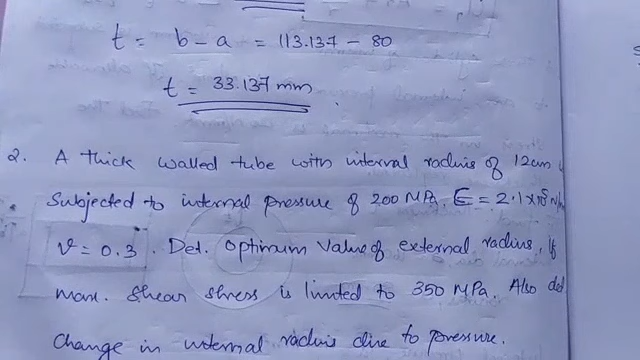 t = b - a = 113.137 - 80
t = 33.137 mm
2. A thick walled tube with internal radius of 12cm
Subjected to internal pressure of 200 MPa. E = 2.1 x 10⁵ N/
ν = 0.3. Det. Optimum Value of external radius, If
max. shear stress is limited to 350 MPa. Also det
Change in internal radius due to pressure.